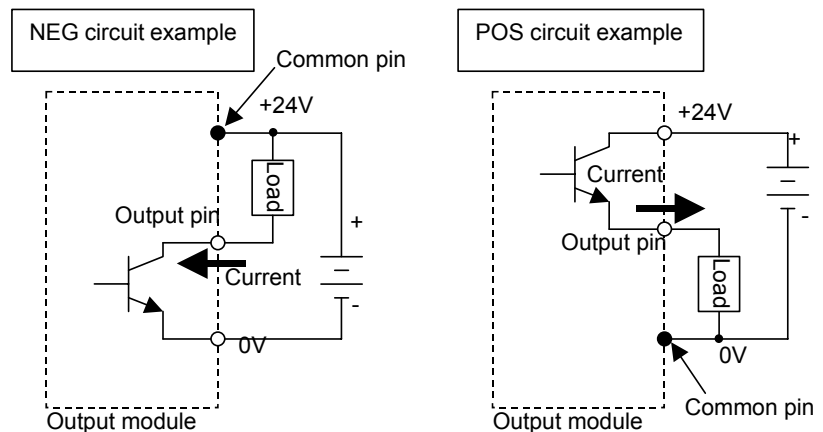 NEG circuit example
Common pin
+24V
Load
Output pin
+
Current
-
0V
Output module
POS circuit example
+24V
+
Current
-
Output pin
Load
0V
Output module
Common pin